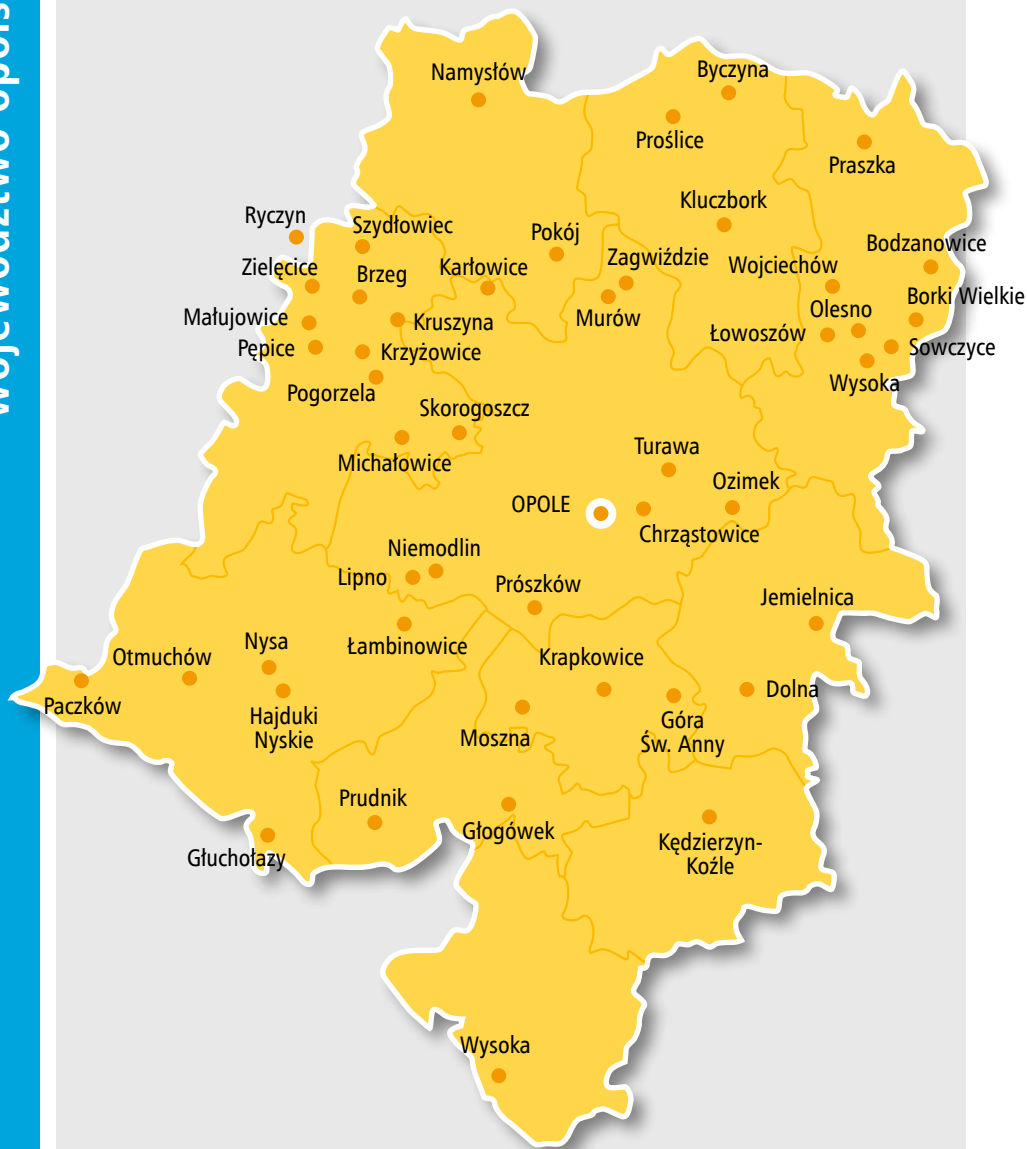 województwo opols
Namysłów
Byczyna
Proślice
Praszka
Kluczbork
Ryczyn
Szydłowiec
Pokój
Bodzanowice
Zagwiździe
Wojciechów
Zielęcice
Brzeg
Karłowice
Borki Wielkie
Olesno
Małujowice
Kruszyna
Murów
Łowoszów
Pępice
Krzyżowice
Sowczyce
Wysoka
Pogorzela
Skorogoszcz
Michałowice
Turawa
Ozimek
OPOLE
Chrząstowice
Niemodlin
Lipno
Prószków
Jemielnica
Łambinowice
Nysa
Otmuchów
Krapkowice
Dolna
Paczków
Hajduki
Nyskie
Moszna
Góra
Św. Anny
Prudnik
Głogówek
Kędzierzyn-
Koźle
Głuchołazy
Wysoka